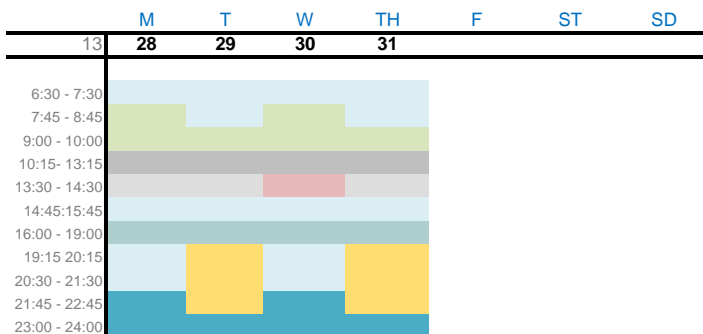 M T W TH F ST SD
13 28 29 30 31
6:30 - 7:30
7:45 - 8:45
9:00 - 10:00
10:15- 13:15
13:30 - 14:30
14:45:15:45
16:00 - 19:00
19:15 20:15
20:30 - 21:30
21:45 - 22:45
23:00 - 24:00